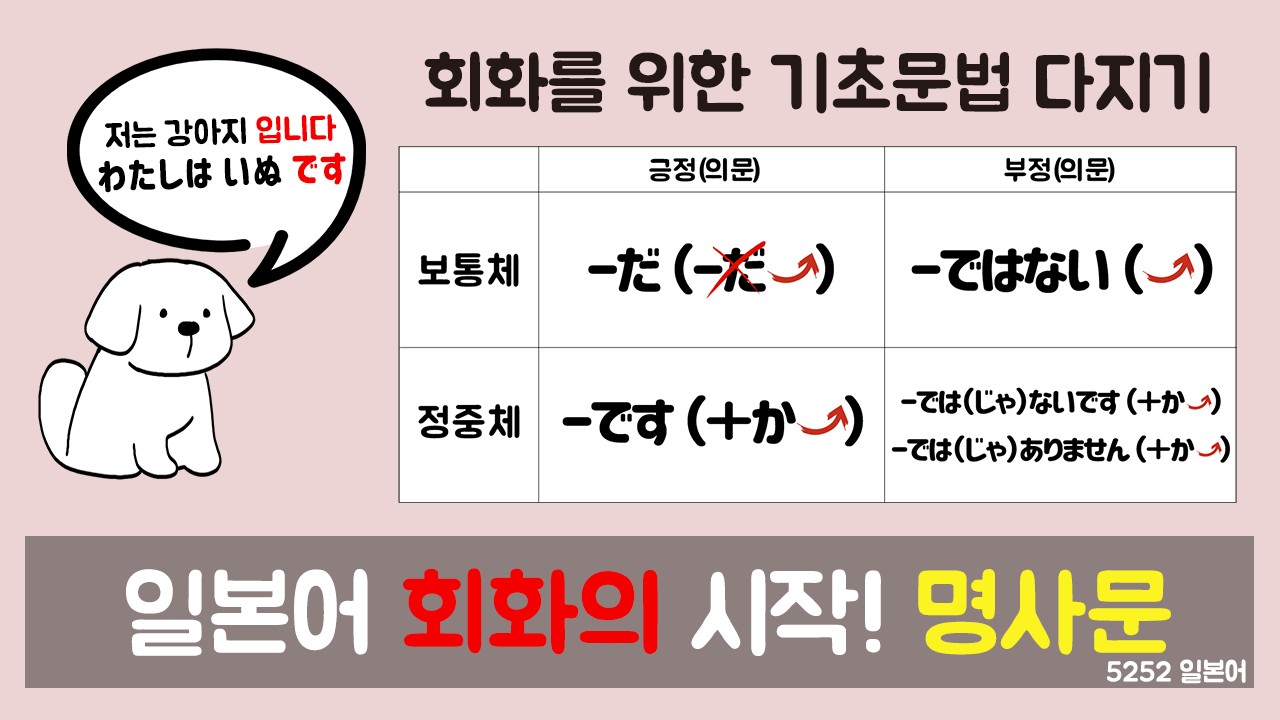 회화를 위한 기초문법 다지기
저는 강아지 입니다
わたしは いぬ です
긍정(의문)
부정(의문)
보통체
-だ (-だ)
-ではない ( )
정중체
-です (+か)
-では(じゃ)ないです (+か)
-では(じゃ)ありません (+か)
일본어 회화의 시작! 명사문
5252 일본어